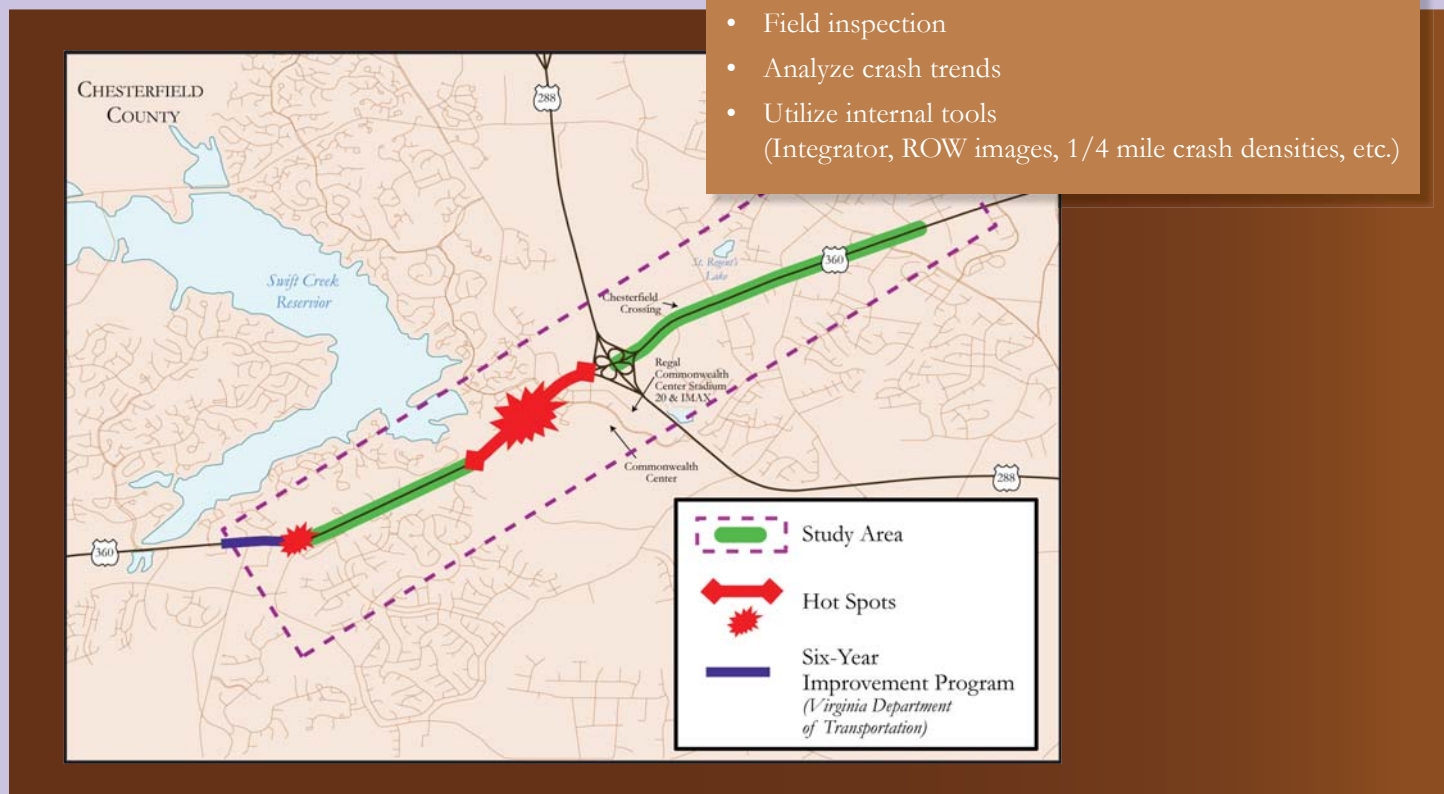 • Field inspection
• Analyze crash trends
• Utilize internal tools
(Integrator, ROW images, 1/4 mile crash densities, etc.)
CHESTERFIELD
COUNTY
288
Swift Creek
Reservior
St. Regent's
Lake
360
Chesterfield
Crossing
Regal
Commonwealth
Center Stadium
20 & IMAX
Commonwealth
Center
288
360
Study Area
Hot Spots
Six-Year
Improvement Program
(Virginia Department
of Transportation)